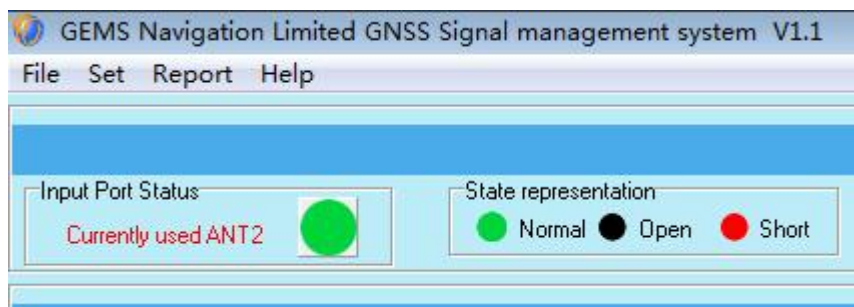 GEMS Navigation Limited GNSS Signal management system V1.1
File Set Report Help
Input Port Status
Currently used ANT2
State representation
Normal Open Short